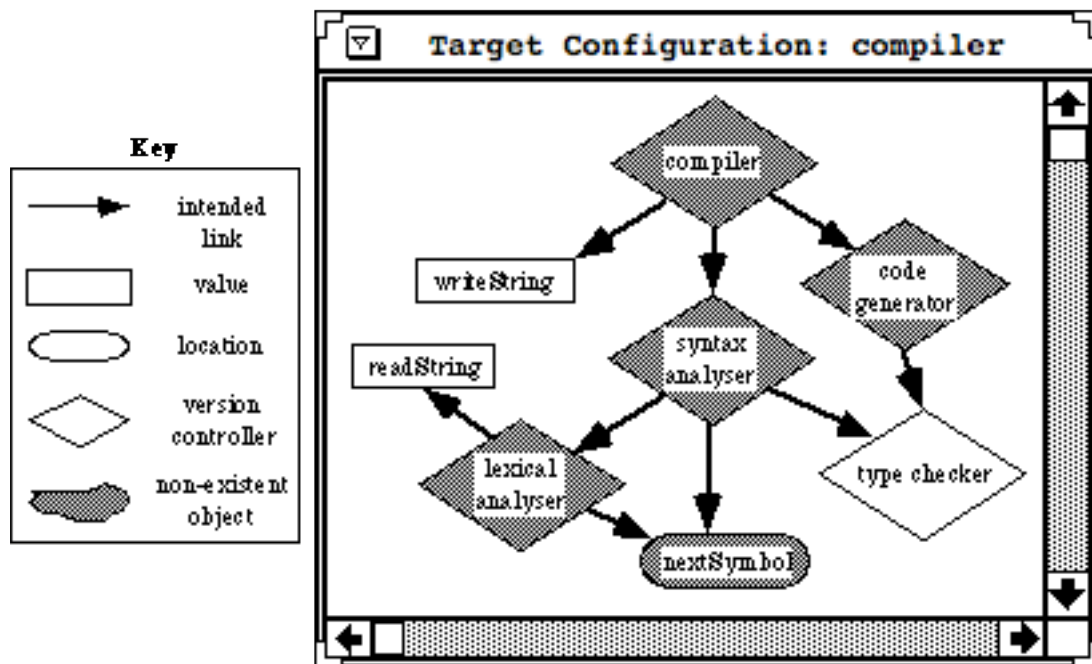 Target Configuration: compiler
Key
intended
link
value
location
version
controller
non-existent
object
compiler
writeString
code
generator
syntax
analyser
readString
lexical
analyser
type checker
nextSymbol